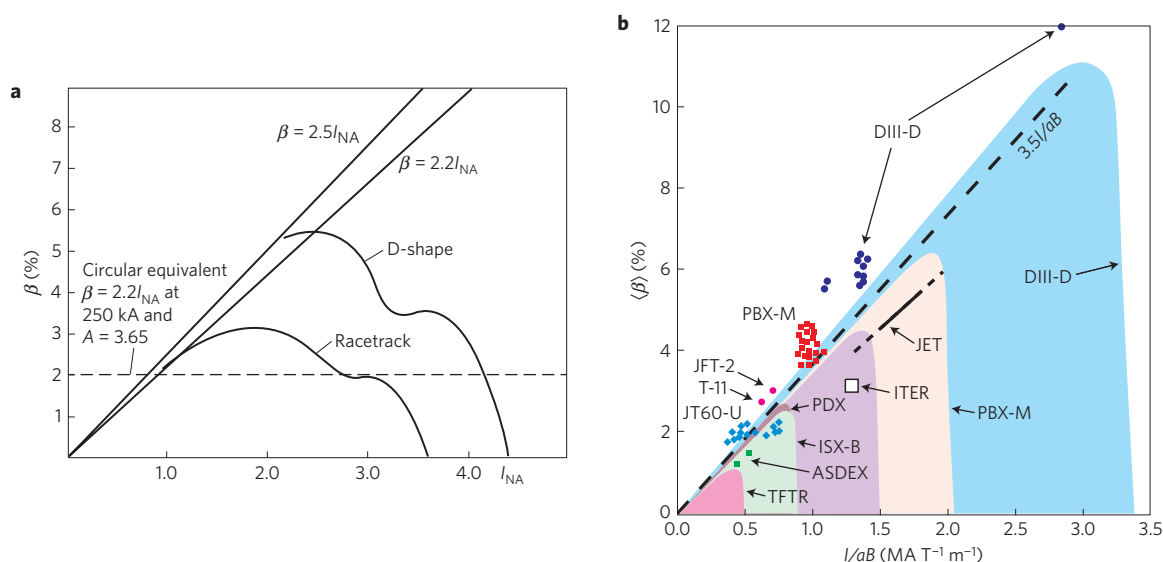 a
β (%)
8
7
6
5
4
3
2
1
1.0
2.0
3.0
4.0
I_NA
β = 2.5I_NA
β = 2.2I_NA
D-shape
Racetrack
Circular equivalent
β = 2.2I_NA at
250 kA and
A = 3.65
b
⟨β⟩ (%)
12
10
8
6
4
2
0
0.0
0.5
1.0
1.5
2.0
2.5
3.0
3.5
I/aB (MA T⁻¹ m⁻¹)
DIII-D
3.5I/aB
DIII-D
PBX-M
JET
JFT-2
T-11
ITER
JT60-U
PDX
PBX-M
ISX-B
ASDEX
TFTR